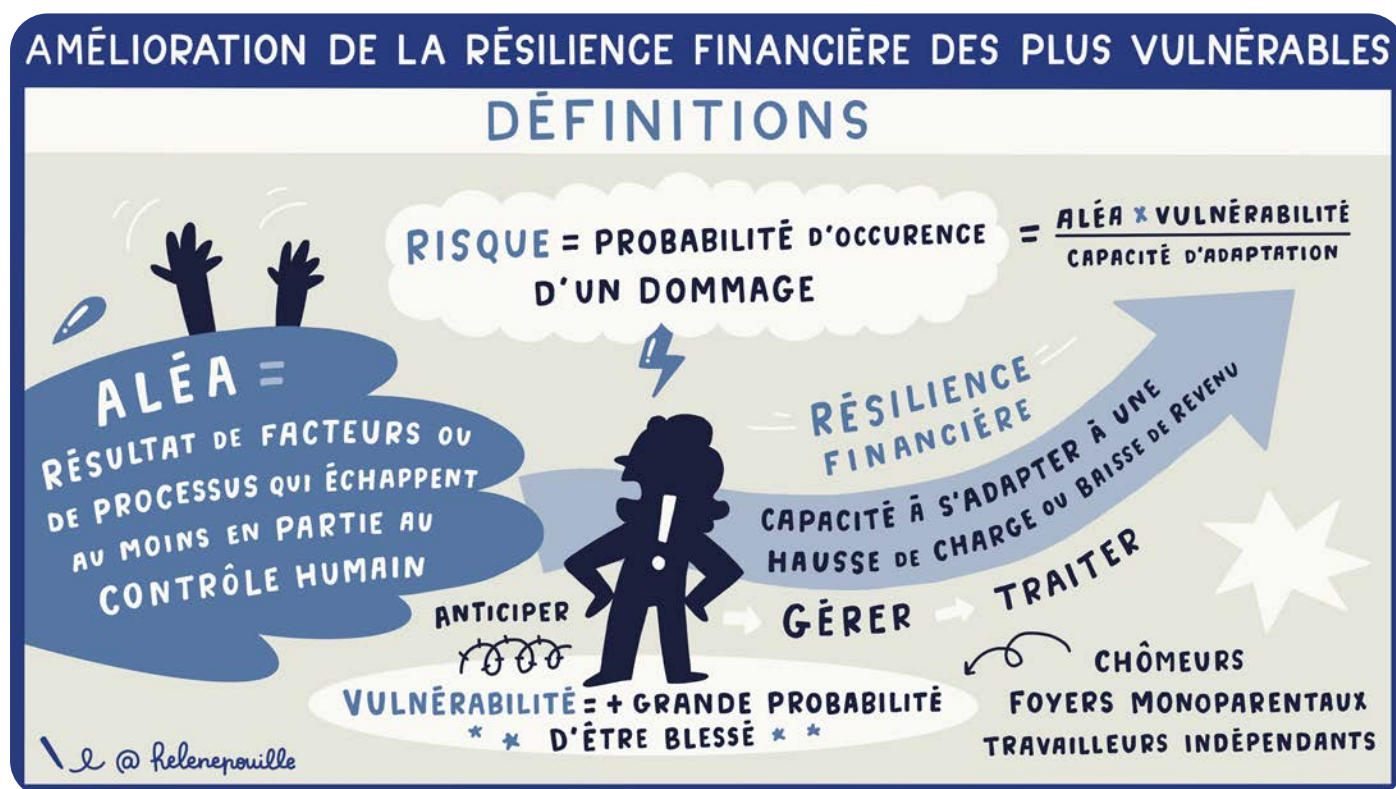 AMÉLIORATION DE LA RÉSILIENCE FINANCIÈRE DES PLUS VULNÉRABLES
DÉFINITIONS
RISQUE = PROBABILITÉ D'OCCURENCE
D'UN DOMMAGE
= ALÉA x VULNÉRABILITÉ
CAPACITÉ D'ADAPTATION
ALÉA =
RÉSULTAT DE FACTEURS OU
DE PROCESSUS QUI ÉCHAPPENT
AU MOINS EN PARTIE AU
CONTRÔLE HUMAIN
RÉSILIENCE
FINANCIÈRE
CAPACITÉ À S'ADAPTER À UNE
HAUSSE DE CHARGE OU BAISSE DE REVENU
!
ANTICIPER
GÉRER
TRAITER
VULNÉRABILITÉ = + GRANDE PROBABILITÉ
D'ÊTRE BLESSÉ
CHÔMEURS
FOYERS MONOPARENTAUX
TRAVAILLEURS INDÉPENDANTS
@helenepouille